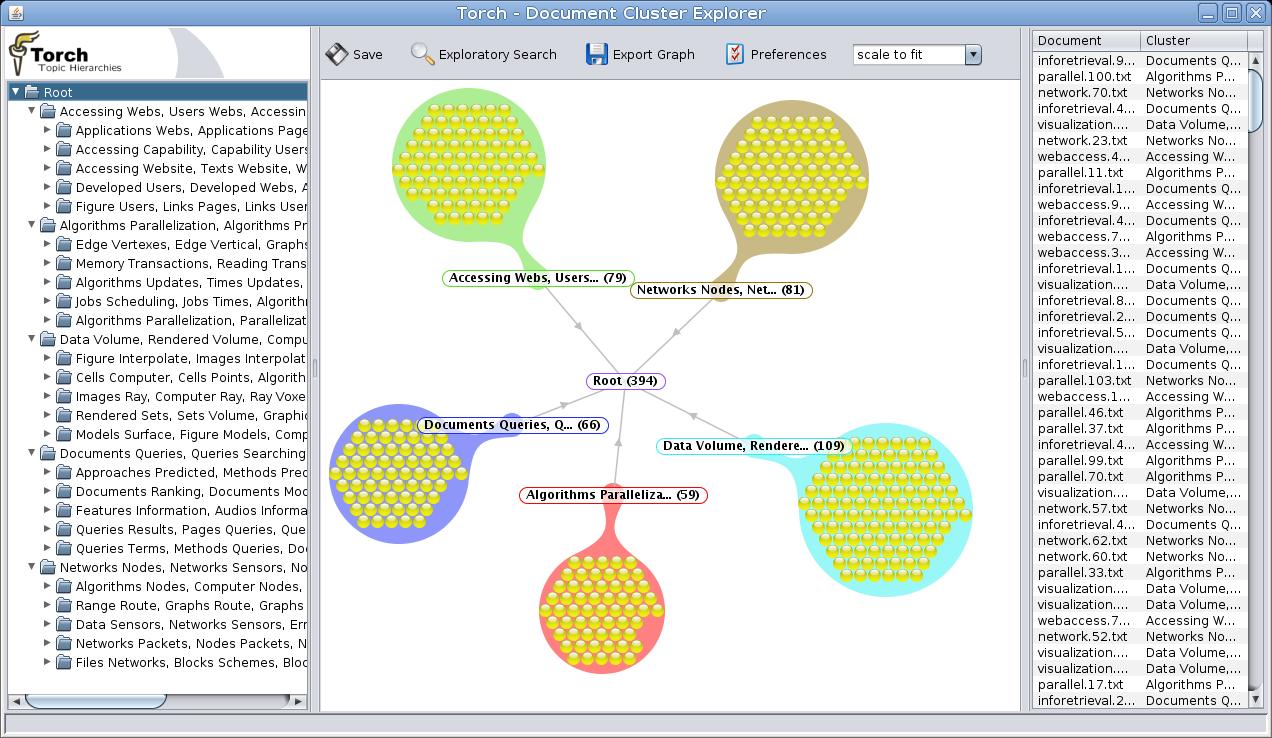 Torch - Document Cluster Explorer
Torch
Topic Hierarchies
Root
Accessing Webs, Users Webs, Accessin
Applications Webs, Applications Page
Accessing Capability, Capability Users
Accessing Website, Texts Website, W
Developed Users, Developed Webs, A
Figure Users, Links Pages, Links User
Algorithms Parallelization, Algorithms Pr
Edge Vertexes, Edge Vertical, Graphs
Memory Transactions, Reading Trans
Algorithms Updates, Times Updates,
Jobs Scheduling, Jobs Times, Algorithm
Algorithms Parallelization, Parallelizat
Data Volume, Rendered Volume, Compu
Figure Interpolate, Images Interpolat
Cells Computer, Cells Points, Algorith
Images Ray, Computer Ray, Ray Voxe
Rendered Sets, Sets Volume, Graphic
Models Surface, Figure Models, Comp
Documents Queries, Queries Searching
Approaches Predicted, Methods Pred
Documents Ranking, Documents Mod
Features Information, Audios Informa
Queries Results, Pages Queries, Que
Queries Terms, Methods Queries, Doc
Networks Nodes, Networks Sensors, No
Algorithms Nodes, Computer Nodes,
Range Route, Graphs Route, Graphs
Data Sensors, Networks Sensors, Err
Networks Packets, Nodes Packets, N
Files Networks, Blocks Schemes, Bloc
Save Exploratory Search Export Graph Preferences scale to fit
Accessing Webs, Users... (79)
Networks Nodes, Net... (81)
Root (394)
Documents Queries, Q... (66)
Data Volume, Rendere... (109)
Algorithms Paralleliza... (59)
Document Cluster
inforetrieval.9... Documents Q...
parallel.100.txt Algorithms P...
network.70.txt Networks No...
inforetrieval.4... Documents Q...
visualization.... Data Volume,...
network.23.txt Networks No...
webaccess.4... Accessing W...
parallel.11.txt Algorithms P...
inforetrieval.1... Documents Q...
webaccess.9... Accessing W...
inforetrieval.4... Documents Q...
webaccess.7... Algorithms P...
webaccess.3... Accessing W...
inforetrieval.1... Documents Q...
visualization.... Data Volume,...
inforetrieval.8... Documents Q...
inforetrieval.2... Documents Q...
inforetrieval.5... Documents Q...
visualization.... Data Volume,...
inforetrieval.1... Documents Q...
parallel.103.txt Networks No...
webaccess.1... Accessing W...
parallel.46.txt Algorithms P...
parallel.37.txt Algorithms P...
inforetrieval.4... Accessing W...
parallel.99.txt Algorithms P...
parallel.70.txt Algorithms P...
visualization.... Data Volume,...
network.57.txt Networks No...
inforetrieval.4... Documents Q...
network.62.txt Networks No...
network.60.txt Networks No...
parallel.33.txt Algorithms P...
visualization.... Data Volume,...
visualization.... Data Volume,...
webaccess.7... Accessing W...
network.52.txt Networks No...
visualization.... Data Volume,...
visualization.... Data Volume,...
parallel.17.txt Algorithms P...
inforetrieval.2... Documents Q...